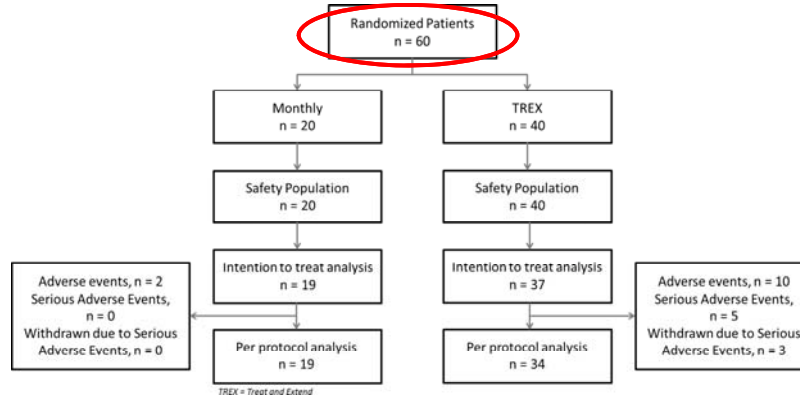 Randomized Patients
n = 60
Monthly
n = 20
TREX
n = 40
Safety Population
n = 20
Safety Population
n = 40
Intention to treat analysis
n = 19
Intention to treat analysis
n = 37
Adverse events, n = 2
Serious Adverse Events,
n = 0
Withdrawn due to Serious
Adverse Events, n = 0
Adverse events, n = 10
Serious Adverse Events,
n = 5
Withdrawn due to Serious
Adverse Events, n = 3
Per protocol analysis
n = 19
Per protocol analysis
n = 34
TREX = Treat and Extend